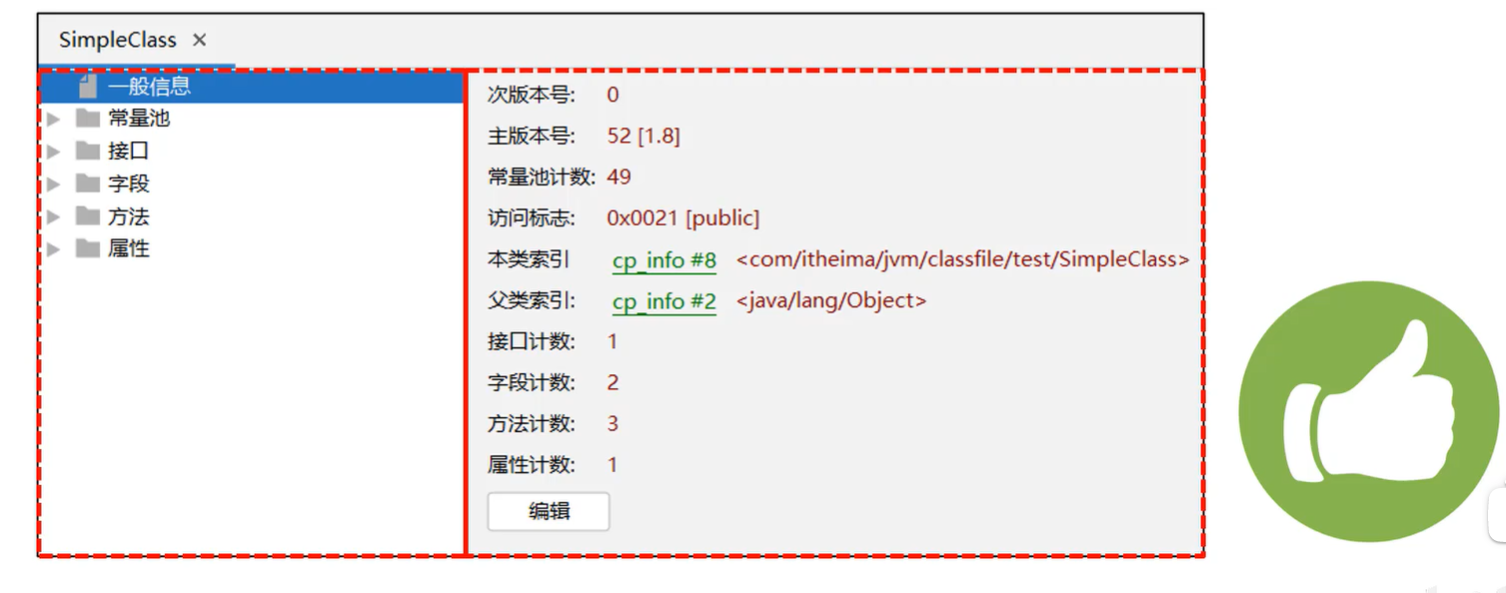 SimpleClass ×
一般信息
常量池
接口
字段
方法
属性
次版本号: 0
主版本号: 52 [1.8]
常量池计数: 49
访问标志: 0x0021 [public]
本类索引 cp_info #8 <com/itheima/jvm/classfile/test/SimpleClass>
父类索引: cp_info #2 <java/lang/Object>
接口计数: 1
字段计数: 2
方法计数: 3
属性计数: 1
编辑